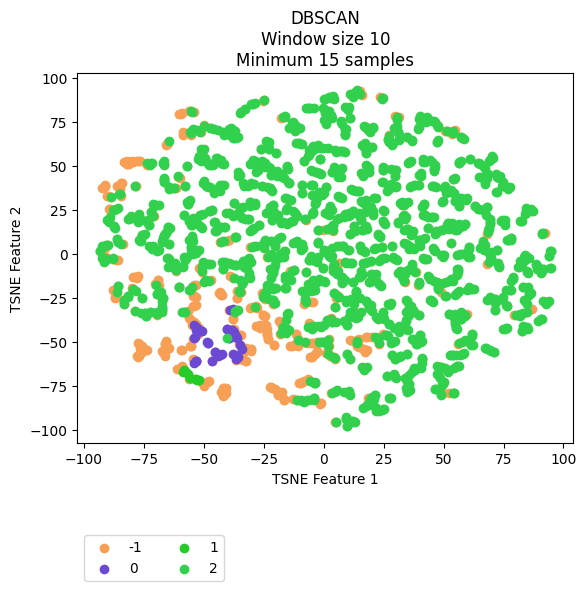 DBSCAN
Window size 10
Minimum 15 samples
100
75
50
25
0
−25
−50
−75
−100
TSNE Feature 2
−100 −75 −50 −25 0 25 50 75 100
TSNE Feature 1
-1 1
0 2